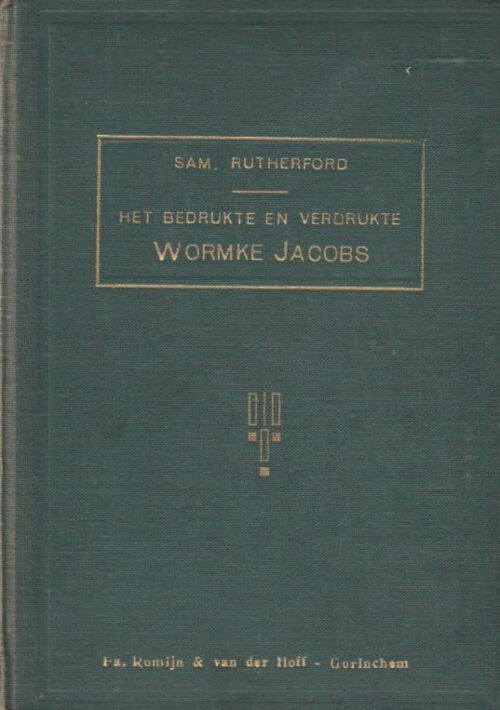 SAM. RUTHERFORD
HET BEDRUKTE EN VERDRUKTE
WORMKE JACOBS
Fa. Romijn & van der Hoff - Gorinchem